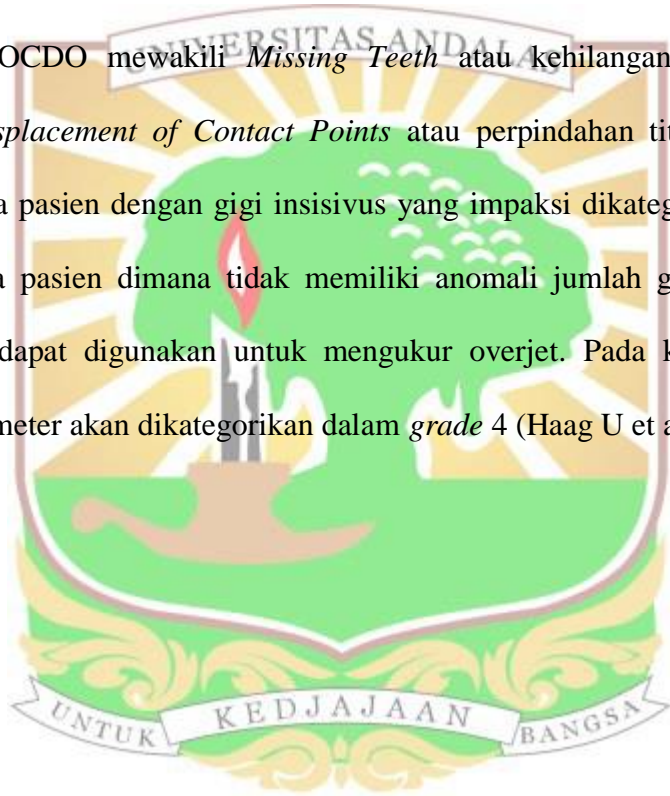 UNIVERSITAS ANDALAS
OCDO mewakili Missing Teeth atau kehilangan
splacement of Contact Points atau perpindahan tit
a pasien dengan gigi insisivus yang impaksi dikateg
a pasien dimana tidak memiliki anomali jumlah g
dapat digunakan untuk mengukur overjet. Pada k
meter akan dikategorikan dalam grade 4 (Haag U et a
UNTUK KEDJAJAAN BANGSA